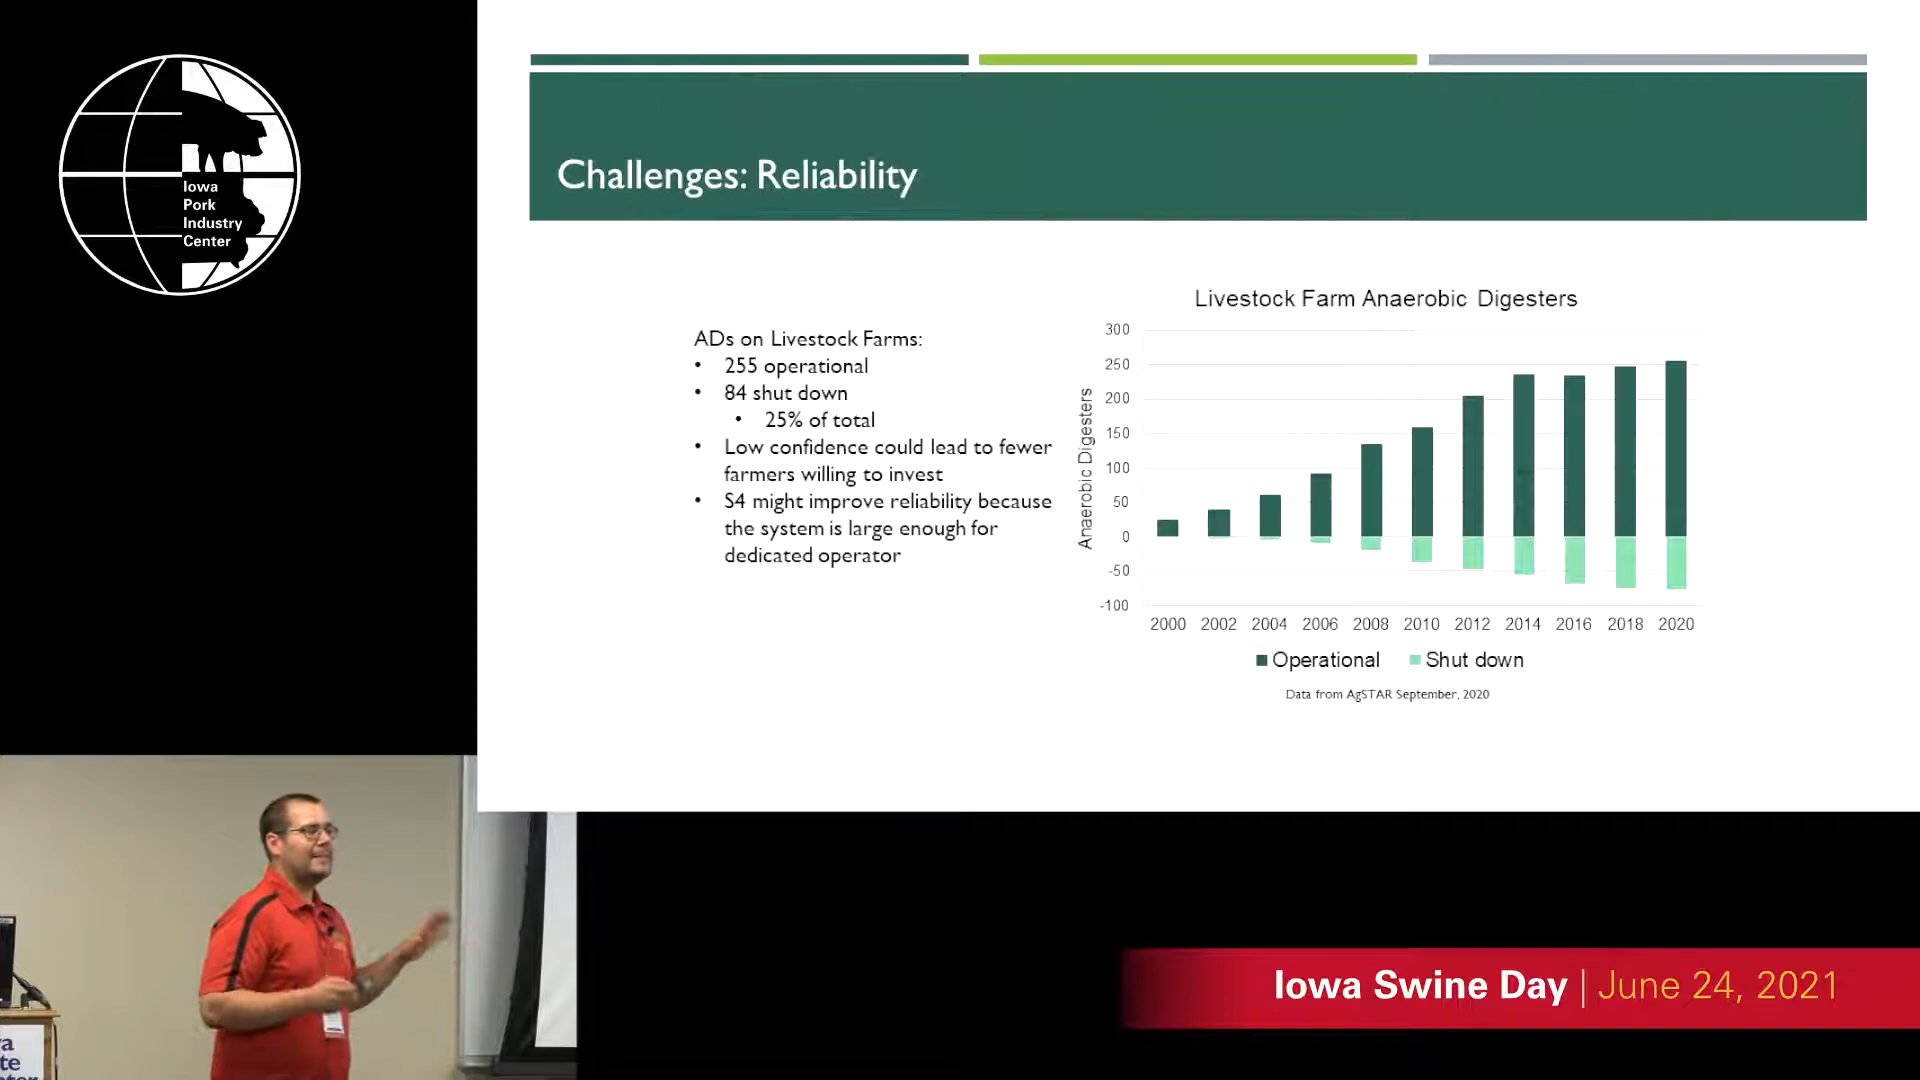 Iowa
Pork
Industry
Center
Challenges: Reliability
ADs on Livestock Farms:
• 255 operational
• 84 shut down
• 25% of total
• Low confidence could lead to fewer
farmers willing to invest
• S4 might improve reliability because
the system is large enough for
dedicated operator
Livestock Farm Anaerobic Digesters
Anaerobic Digesters
300
250
200
150
100
50
0
-50
-100
2000 2002 2004 2006 2008 2010 2012 2014 2016 2018 2020
Operational Shut down
Data from AgSTAR September, 2020
Iowa Swine Day | June 24, 2021